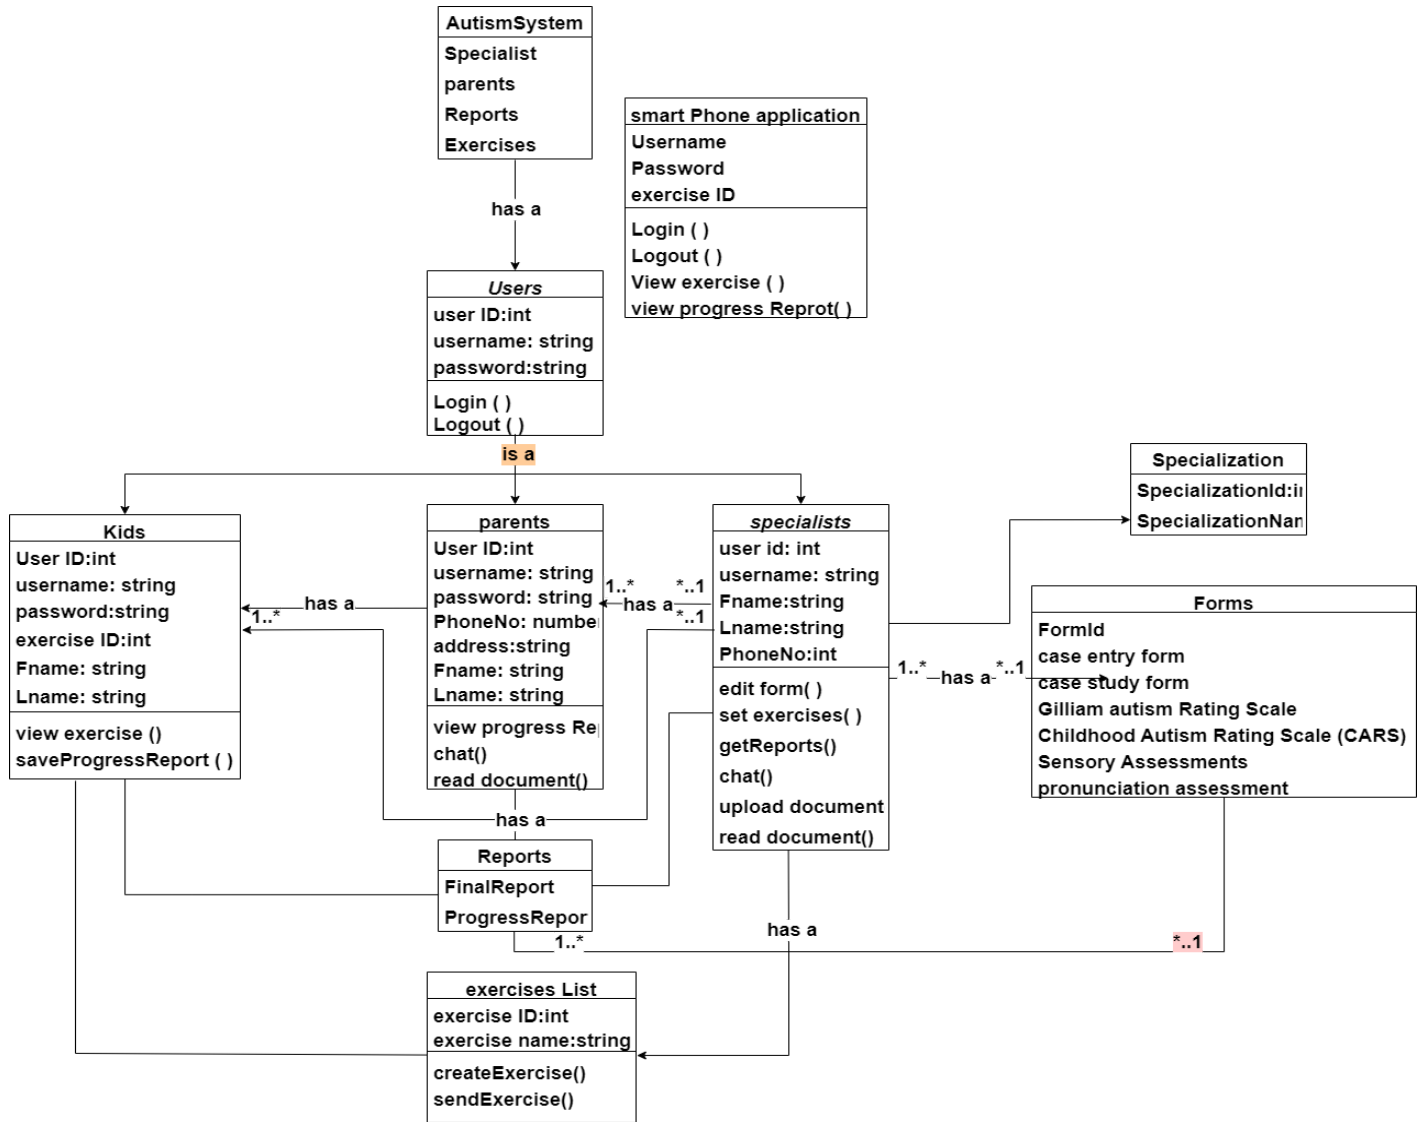 AutismSystem
Specialist
parents
Reports
Exercises
smart Phone application
Username
Password
exercise ID
Login ( )
Logout ( )
View exercise ( )
view progress Reprot( )
has a
Users
user ID:int
username: string
password:string
Login ( )
Logout ( )
is a
Kids
User ID:int
username: string
password:string
exercise ID:int
Fname: string
Lname: string
view exercise ()
saveProgressReport ( )
has a
1..*
parents
User ID:int
username: string
password: string
PhoneNo: number
address:string
Fname: string
Lname: string
view progress Re
chat()
read document()
1..* *..1
has a
*..1
specialists
user id: int
username: string
Fname:string
Lname:string
PhoneNo:int
edit form( )
set exercises( )
getReports()
chat()
upload document
read document()
Specialization
SpecializationId:i
SpecializationNa
1..* has a *..1
Forms
FormId
case entry form
case study form
Gilliam autism Rating Scale
Childhood Autism Rating Scale (CARS)
Sensory Assessments
pronunciation assessment
has a
Reports
FinalReport
ProgressRepor
1..*
has a
*..1
exercises List
exercise ID:int
exercise name:string
createExercise()
sendExercise()